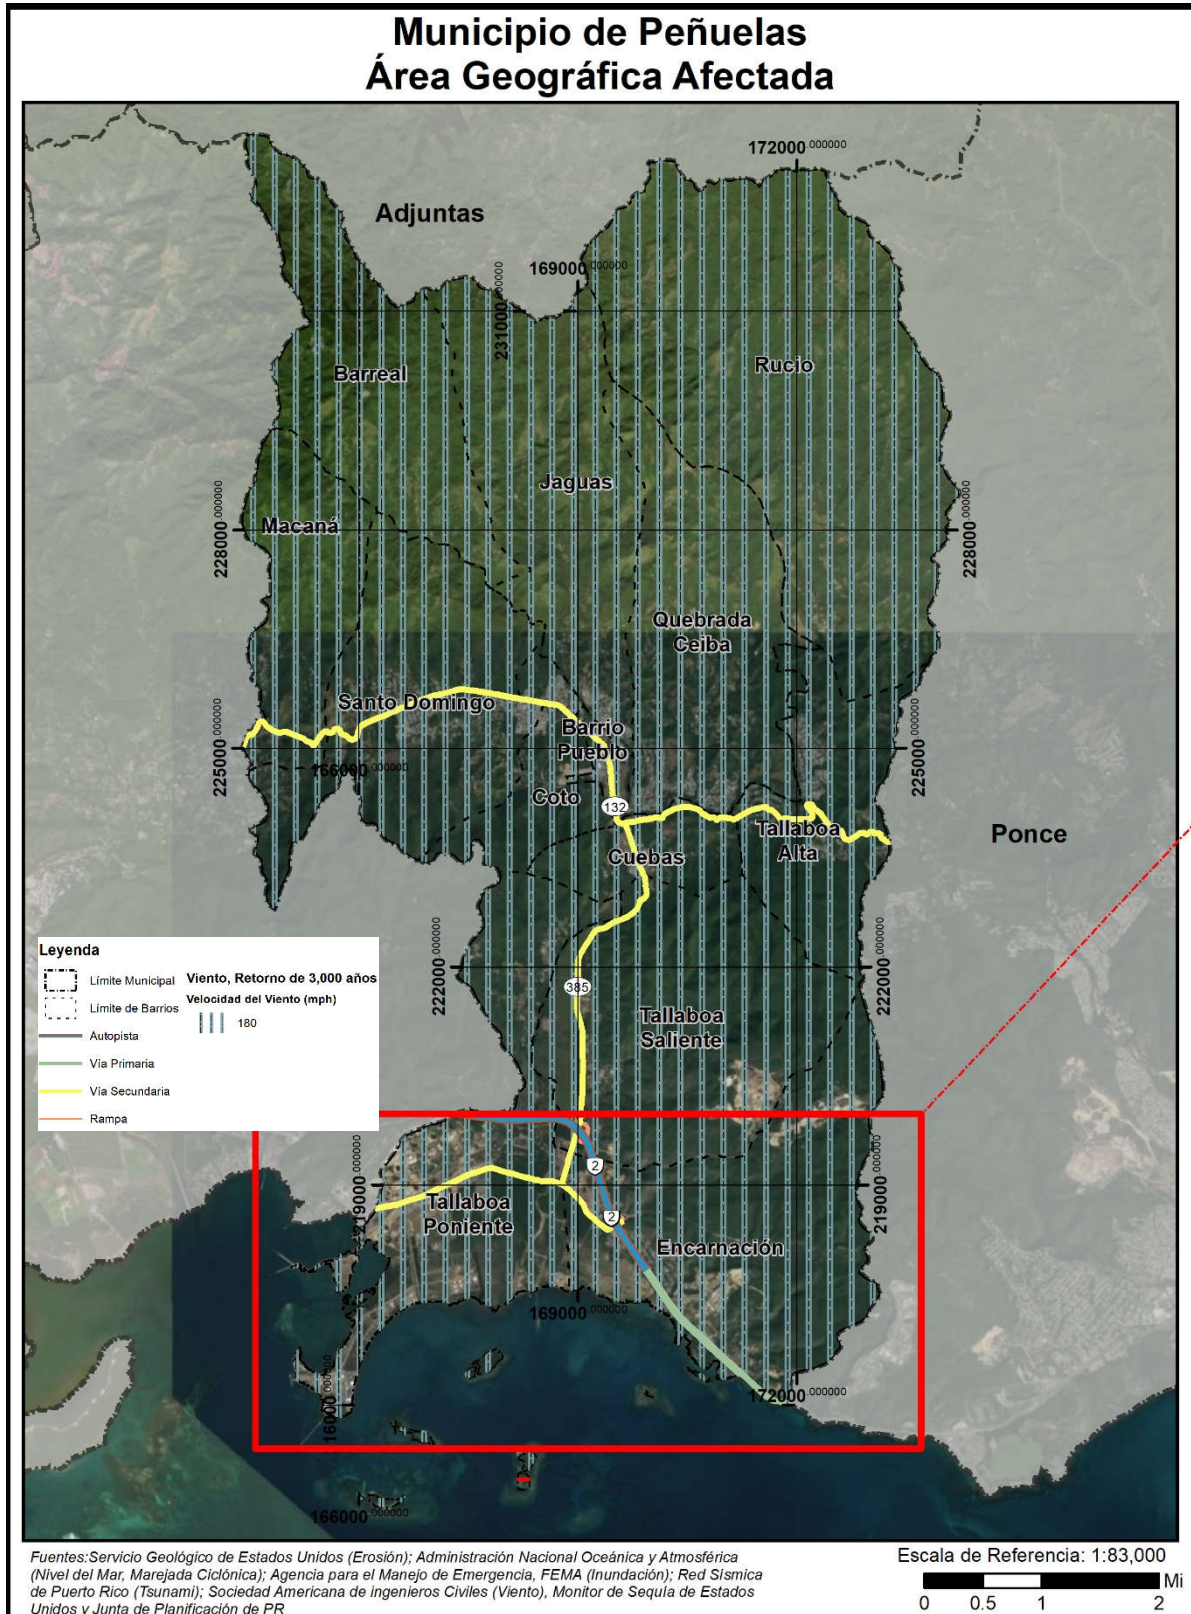 Municipio de Peñuelas
Área Geográfica Afectada
172000.000000
Adjuntas
169000.000000
231000.000000
Rucio
Barreal
Jaguas
Macaná
228000.000000
228000.000000
Quebrada
Ceiba
Santo Domingo
Barrio
Pueblo
225000.000000
225000.000000
166000.000000
Coto
132
Tallaboa
Alta
Ponce
Cuebas
Leyenda
Límite Municipal
Límite de Barrios
Autopista
Vía Primaria
Vía Secundaria
Rampa
Viento, Retorno de 3,000 años
Velocidad del Viento (mph)
180
222000.000000
222000.000000
385
Tallaboa
Saliente
2
219000.000000
219000.000000
Tallaboa
Poniente
2
Encarnación
169000.000000
172000.000000
16000.000000
166000.000000
Fuentes:Servicio Geológico de Estados Unidos (Erosión); Administración Nacional Oceánica y Atmosférica
(Nivel del Mar, Marejada Ciclónica); Agencia para el Manejo de Emergencia, FEMA (Inundación); Red Sísmica
de Puerto Rico (Tsunami); Sociedad Americana de ingenieros Civiles (Viento), Monitor de Sequía de Estados
Unidos y Junta de Planificación de PR
Escala de Referencia: 1:83,000
Mi
0 0.5 1 2